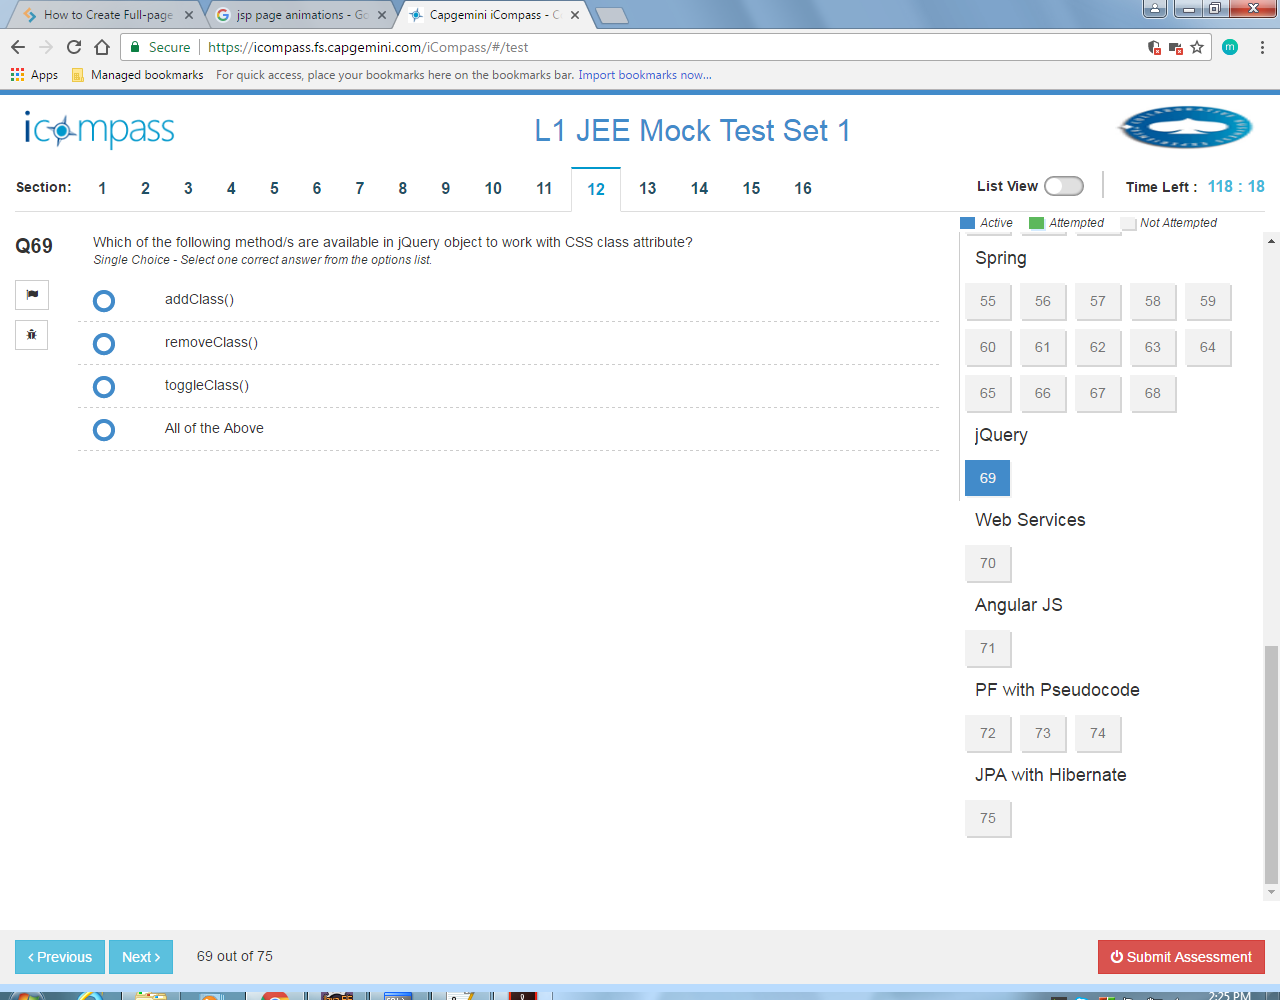 How to Create Full-page
jsp page animations - Go
Capgemini iCompass - C
Secure https://icompass.fs.capgemini.com/iCompass/#/test
m
Apps Managed bookmarks For quick access, place your bookmarks here on the bookmarks bar. Import bookmarks now...
icompass
L1 JEE Mock Test Set 1
Section: 1 2 3 4 5 6 7 8 9 10 11 12 13 14 15 16
List View
Time Left : 118 : 18
Active Attempted Not Attempted
Q69
Which of the following method/s are available in jQuery object to work with CSS class attribute?
Single Choice - Select one correct answer from the options list.
addClass()
removeClass()
toggleClass()
All of the Above
Spring
55 56 57 58 59
60 61 62 63 64
65 66 67 68
jQuery
69
Web Services
70
Angular JS
71
PF with Pseudocode
72 73 74
JPA with Hibernate
75
‹ Previous
Next ›
69 out of 75
Submit Assessment
2:25 PM